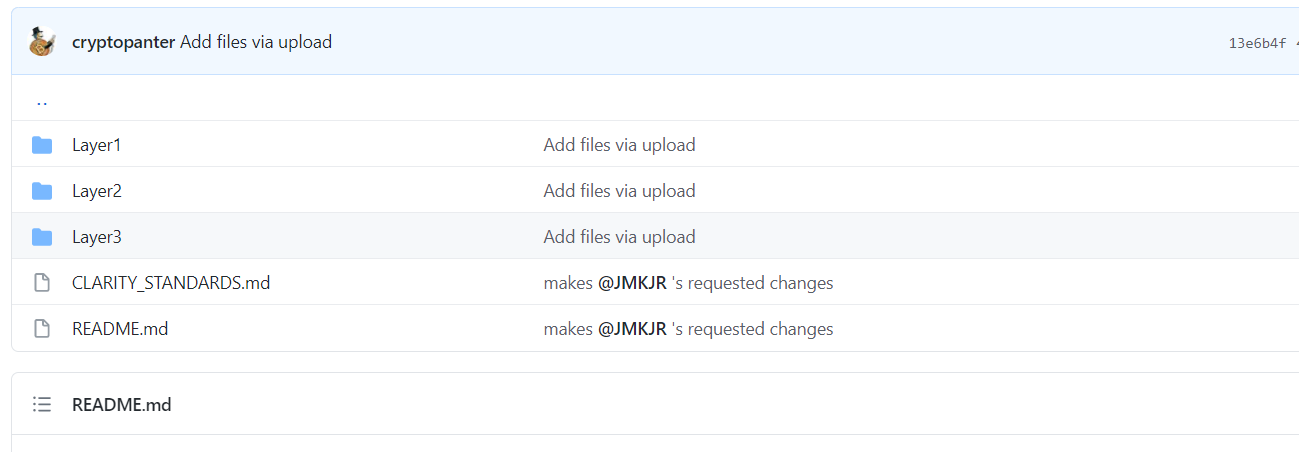 cryptopanter Add files via upload 13e6b4f
..
Layer1 Add files via upload
Layer2 Add files via upload
Layer3 Add files via upload
CLARITY_STANDARDS.md makes @JMKJR 's requested changes
README.md makes @JMKJR 's requested changes
README.md